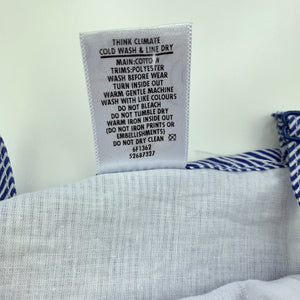 THINK CLIMATE
COLD WASH & LINE DRY
MAIN:COTTON
TRIMS:POLYESTER
WASH BEFORE WEAR
TURN INSIDE OUT
WARM GENTLE MACHINE
WASH WITH LIKE COLOURS
DO NOT BLEACH
DO NOT TUMBLE DRY
WARM IRON INSIDE OUT
(DO NOT IRON PRINTS OR
EMBELLISHMENTS)
DO NOT DRY CLEAN
6F1362
52687327